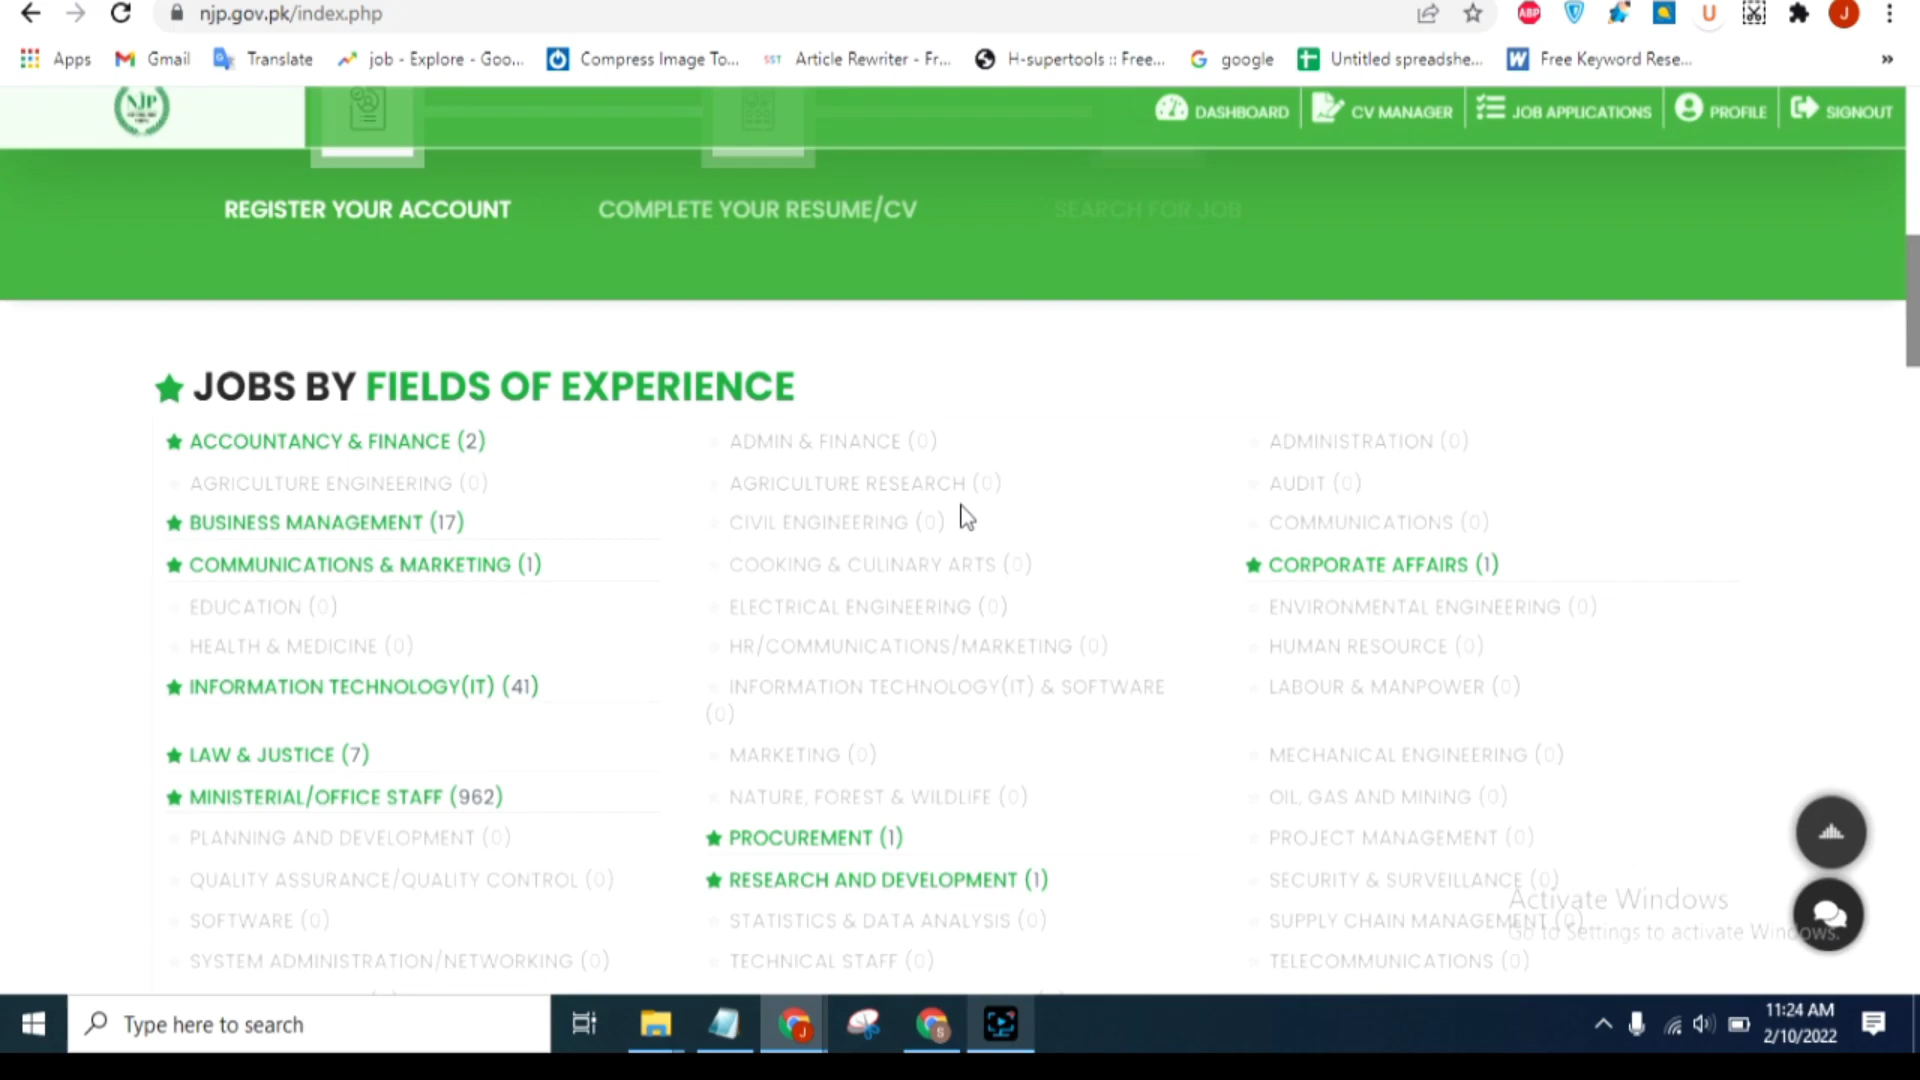 njp.gov.pk/index.php
ABP
U
J
Apps
Gmail
Translate
job - Explore - Goo...
Compress Image To...
SST
Article Rewriter - Fr...
H-supertools :: Free...
google
Untitled spreadshe...
W
Free Keyword Rese...
»
NJP
DASHBOARD
CV MANAGER
JOB APPLICATIONS
PROFILE
SIGNOUT
REGISTER YOUR ACCOUNT
COMPLETE YOUR RESUME/CV
SEARCH FOR JOB
JOBS BY FIELDS OF EXPERIENCE
ACCOUNTANCY & FINANCE (2)
ADMIN & FINANCE (0)
ADMINISTRATION (0)
AGRICULTURE ENGINEERING (0)
AGRICULTURE RESEARCH (0)
AUDIT (0)
BUSINESS MANAGEMENT (17)
CIVIL ENGINEERING (0)
COMMUNICATIONS (0)
COMMUNICATIONS & MARKETING (1)
COOKING & CULINARY ARTS (0)
CORPORATE AFFAIRS (1)
EDUCATION (0)
ELECTRICAL ENGINEERING (0)
ENVIRONMENTAL ENGINEERING (0)
HEALTH & MEDICINE (0)
HR/COMMUNICATIONS/MARKETING (0)
HUMAN RESOURCE (0)
INFORMATION TECHNOLOGY(IT) (41)
INFORMATION TECHNOLOGY(IT) & SOFTWARE
(0)
LABOUR & MANPOWER (0)
LAW & JUSTICE (7)
MARKETING (0)
MECHANICAL ENGINEERING (0)
MINISTERIAL/OFFICE STAFF (962)
NATURE, FOREST & WILDLIFE (0)
OIL, GAS AND MINING (0)
PLANNING AND DEVELOPMENT (0)
PROCUREMENT (1)
PROJECT MANAGEMENT (0)
QUALITY ASSURANCE/QUALITY CONTROL (0)
RESEARCH AND DEVELOPMENT (1)
SECURITY & SURVEILLANCE (0)
SOFTWARE (0)
STATISTICS & DATA ANALYSIS (0)
SUPPLY CHAIN MANAGEMENT (0)
SYSTEM ADMINISTRATION/NETWORKING (0)
TECHNICAL STAFF (0)
TELECOMMUNICATIONS (0)
Activate Windows
Go to Settings to activate Windows.
Type here to search
J
S
11:24 AM
2/10/2022